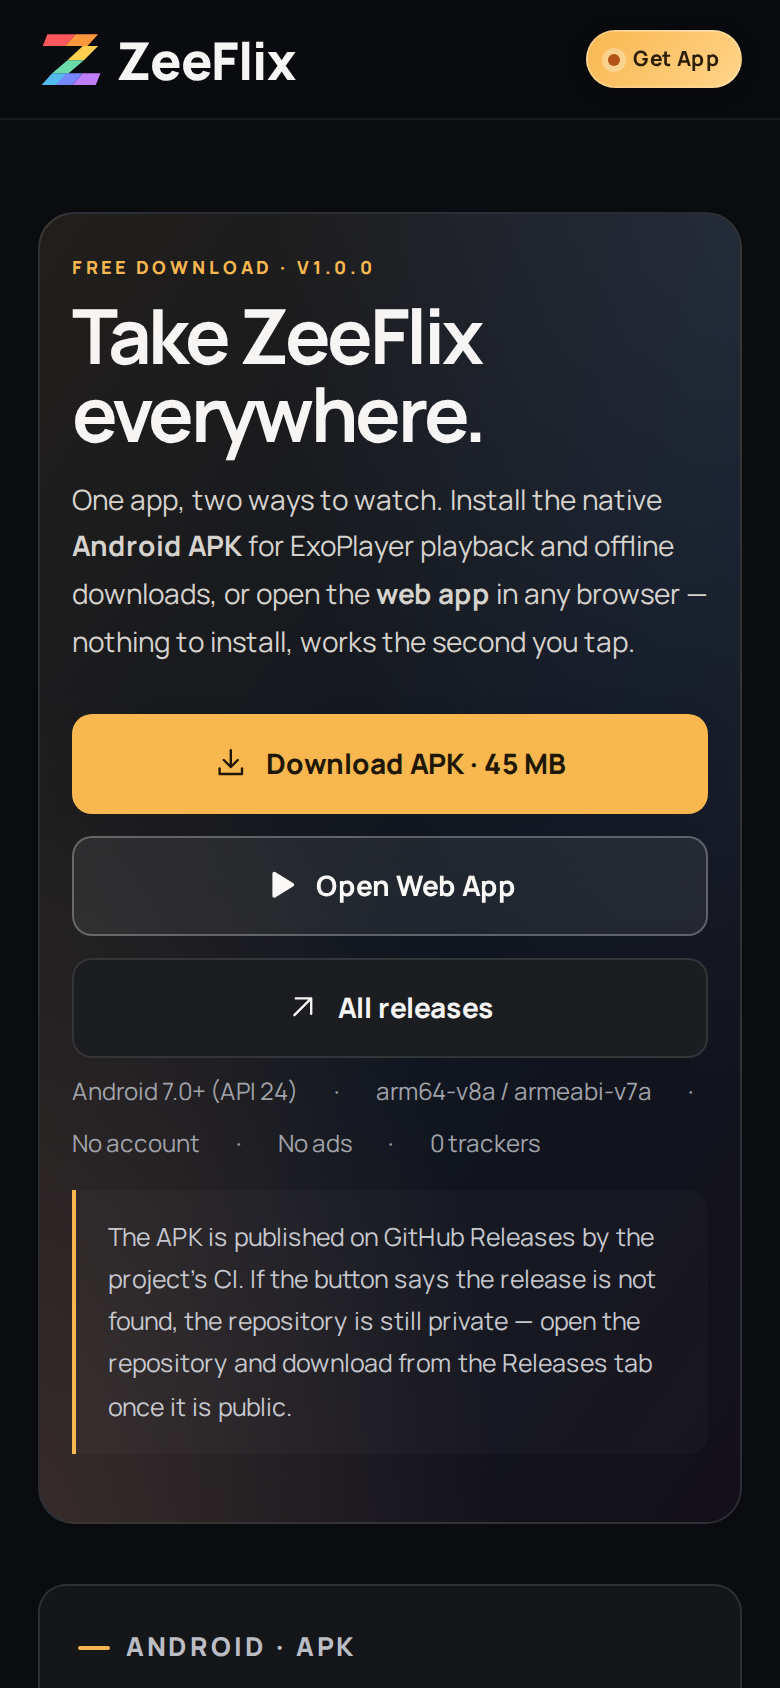 ZeeFlix
Get App
FREE DOWNLOAD · V1.0.0
Take ZeeFlix
everywhere.
One app, two ways to watch. Install the native
Android APK for ExoPlayer playback and offline
downloads, or open the web app in any browser —
nothing to install, works the second you tap.
Download APK · 45 MB
Open Web App
All releases
Android 7.0+ (API 24) · arm64-v8a / armeabi-v7a ·
No account · No ads · 0 trackers
The APK is published on GitHub Releases by the
project’s CI. If the button says the release is not
found, the repository is still private — open the
repository and download from the Releases tab
once it is public.
ANDROID · APK